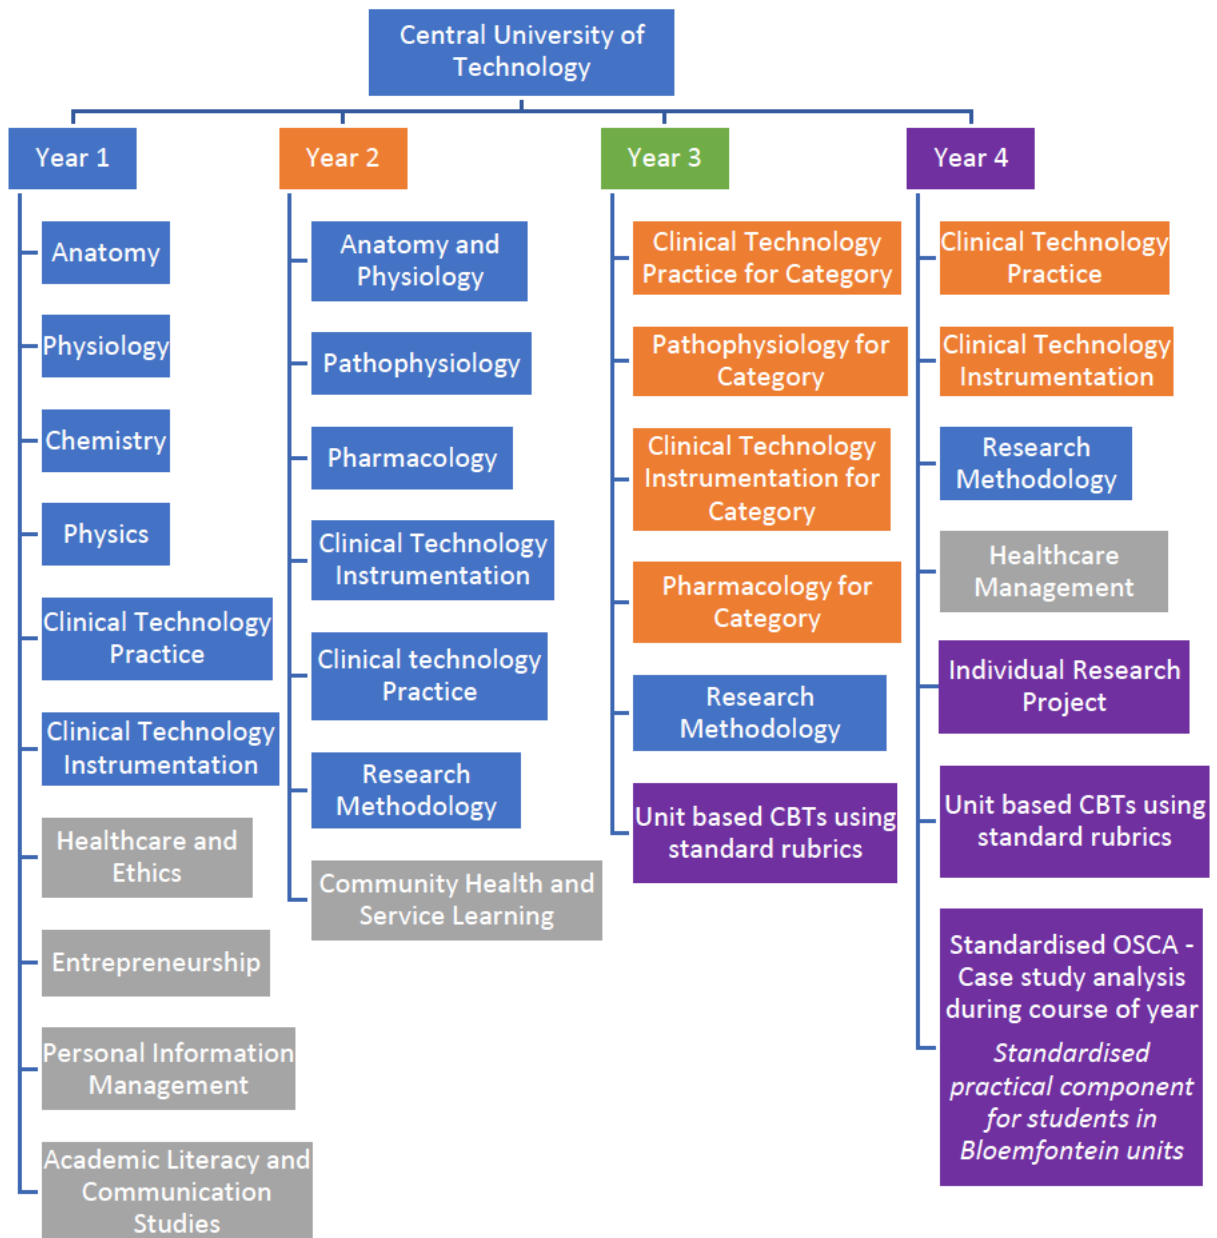 Central University of
Technology
Year 1
Year 2
Year 3
Year 4
Anatomy
Physiology
Chemistry
Physics
Clinical Technology
Practice
Clinical Technology
Instrumentation
Healthcare and
Ethics
Entrepreneurship
Personal Information
Management
Academic Literacy and
Communication
Studies
Anatomy and
Physiology
Pathophysiology
Pharmacology
Clinical Technology
Instrumentation
Clinical technology
Practice
Research
Methodology
Community Health and
Service Learning
Clinical Technology
Practice for Category
Pathophysiology for
Category
Clinical Technology
Instrumentation for
Category
Pharmacology for
Category
Research
Methodology
Unit based CBTs using
standard rubrics
Clinical Technology
Practice
Clinical Technology
Instrumentation
Research
Methodology
Healthcare
Management
Individual Research
Project
Unit based CBTs using
standard rubrics
Standardised OSCA -
Case study analysis
during course of year
Standardised
practical component
for students in
Bloemfontein units